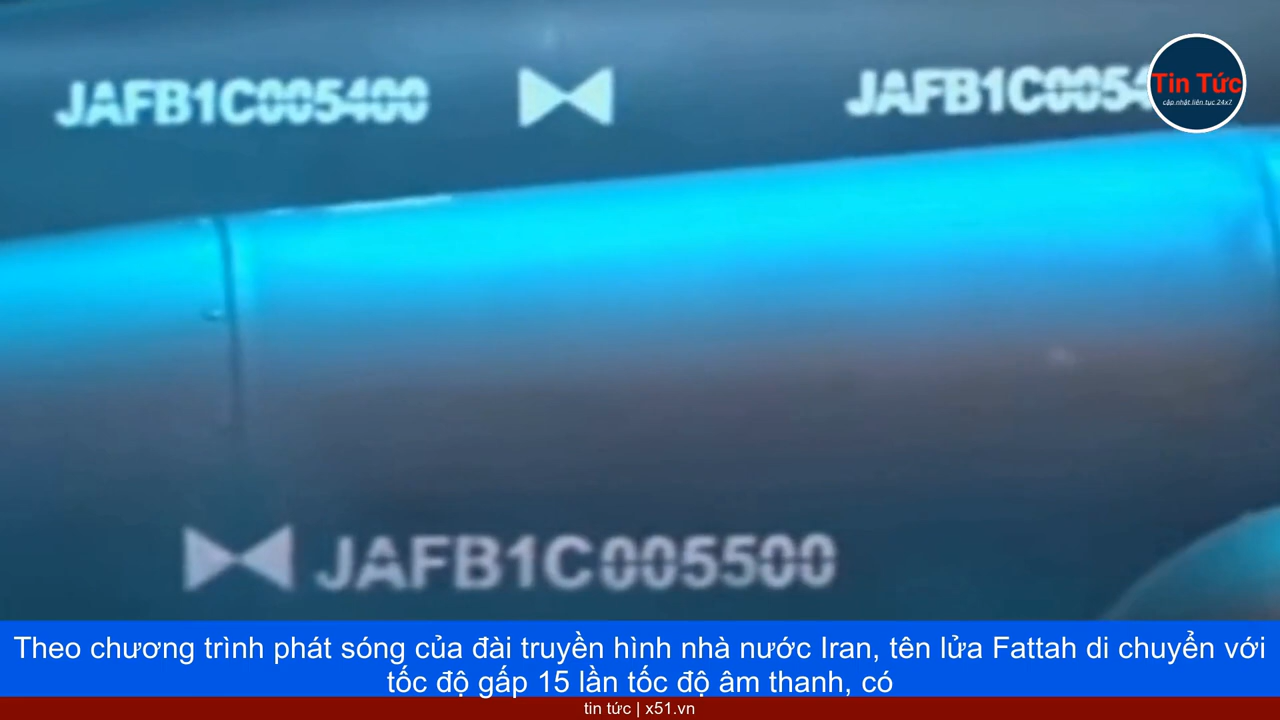 JAFB1C005400
JAFB1C0054
Tin Tức
cập nhật liên tục 24x7
JAFB1C005500
Theo chương trình phát sóng của đài truyền hình nhà nước Iran, tên lửa Fattah di chuyển với
tốc độ gấp 15 lần tốc độ âm thanh, có
tin tức | x51.vn